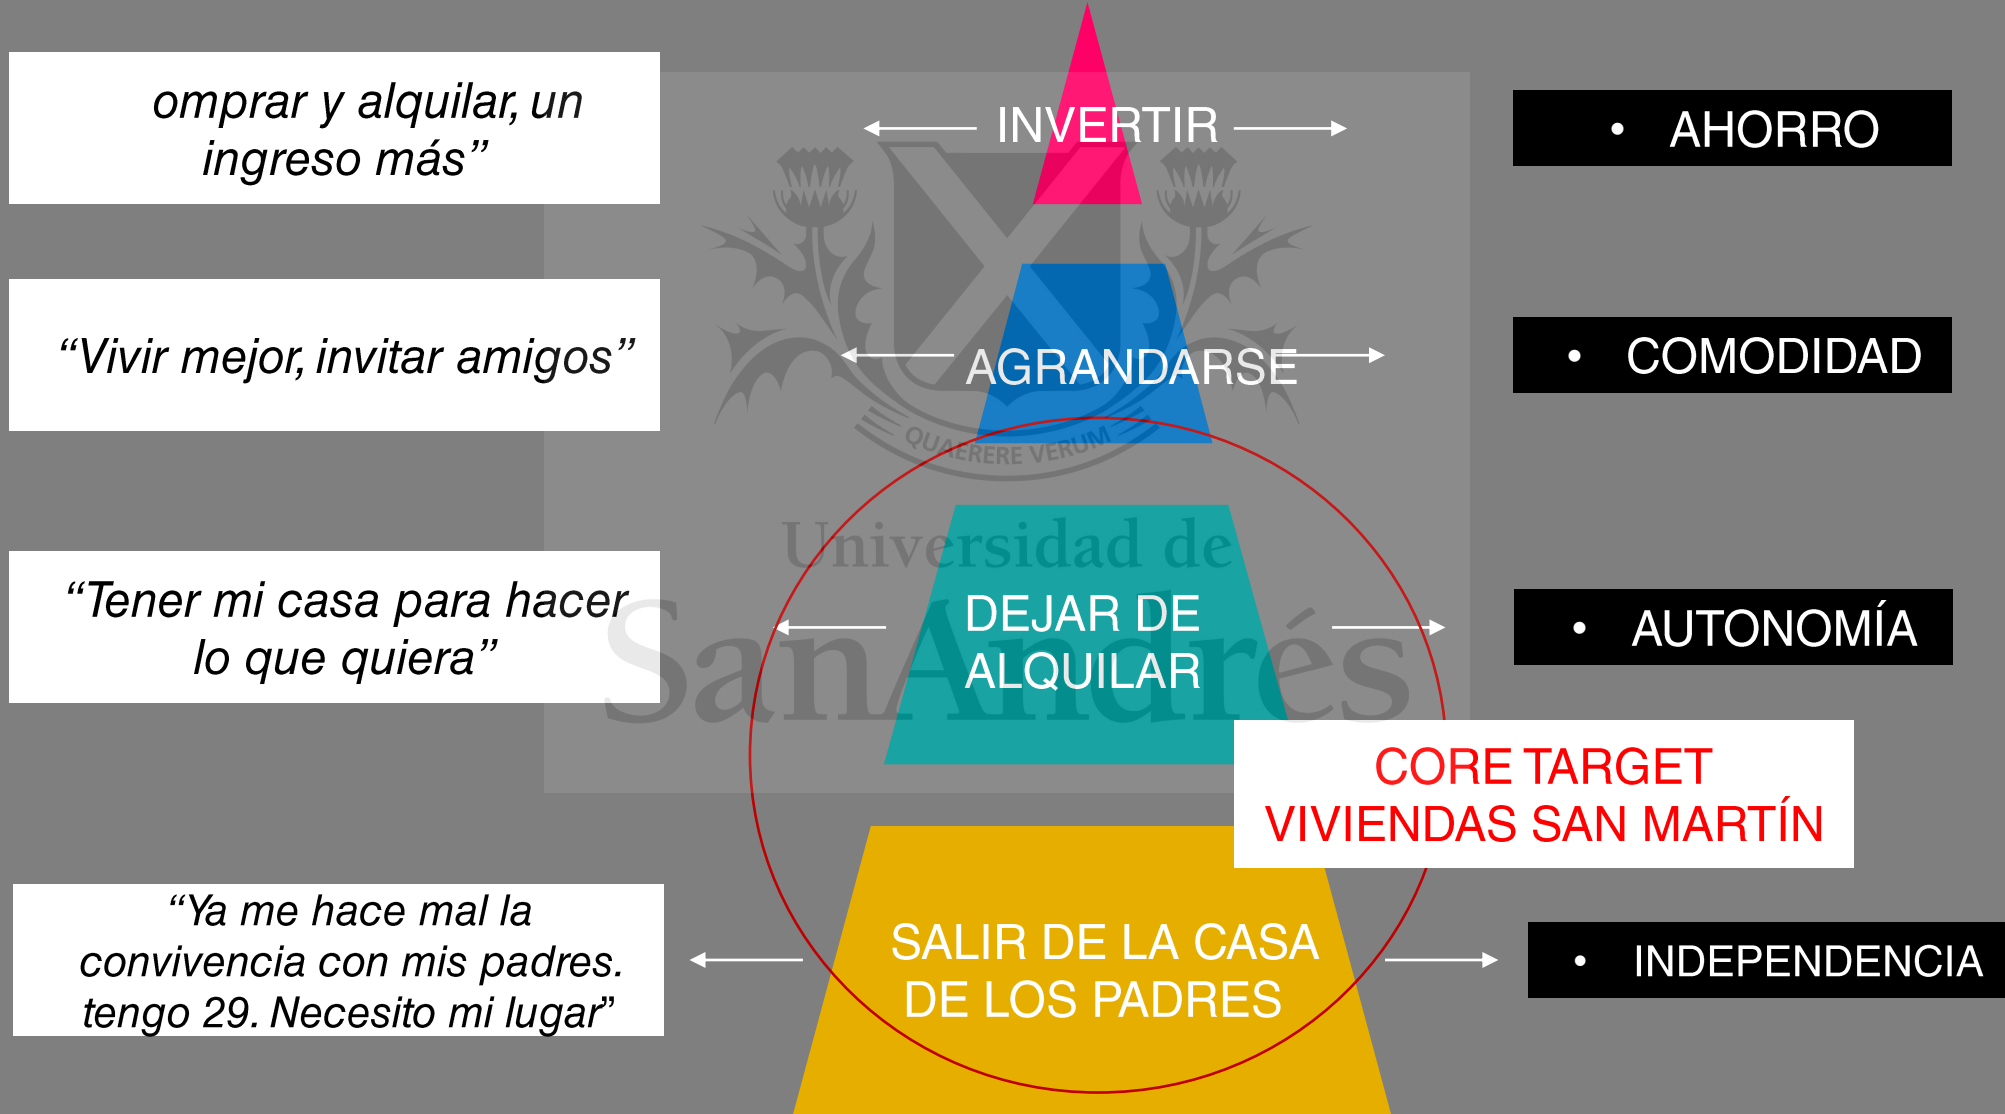 omprar y alquilar, un
ingreso más”
INVERTIR
• AHORRO
“Vivir mejor, invitar amigos”
AGRANDARSE
• COMODIDAD
QUAERERE VERUM
Universidad de
SanAndrés
“Tener mi casa para hacer
lo que quiera”
DEJAR DE
ALQUILAR
• AUTONOMÍA
CORE TARGET
VIVIENDAS SAN MARTÍN
“Ya me hace mal la
convivencia con mis padres.
tengo 29. Necesito mi lugar”
SALIR DE LA CASA
DE LOS PADRES
• INDEPENDENCIA